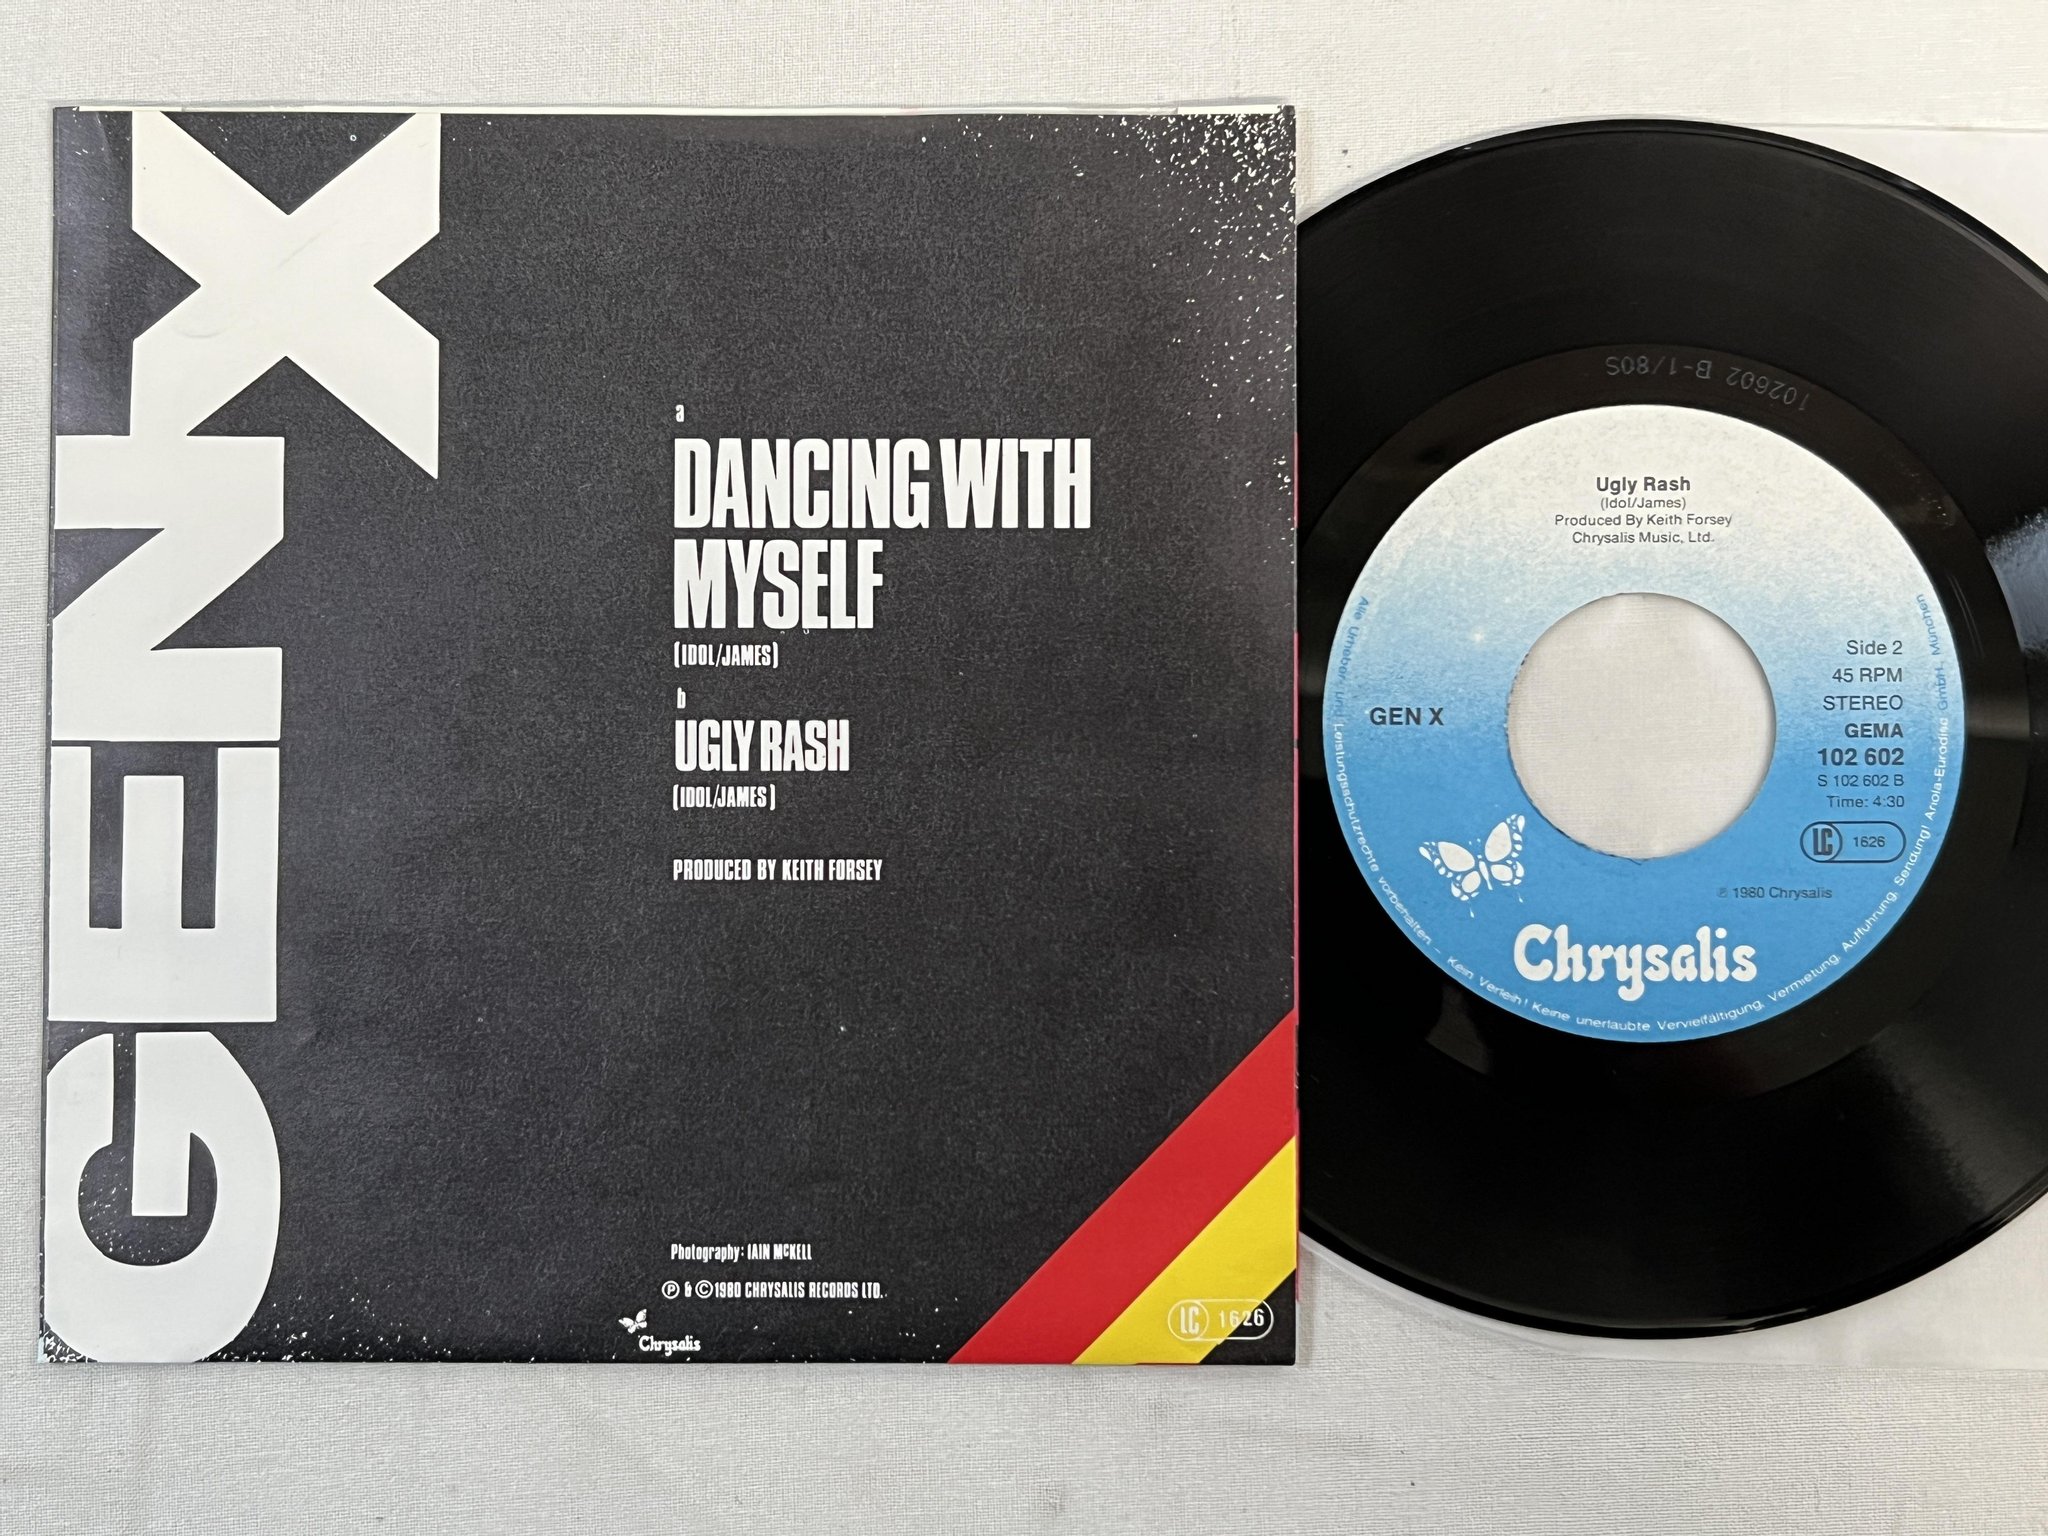 GEN X
a
DANCING WITH
MYSELF
(IDOL/JAMES)
b
UGLY RASH
(IDOL/JAMES)
PRODUCED BY KEITH FORSEY
Photography: IAIN McKELL
Ⓟ & ©1980 CHRYSALIS RECORDS LTD.
Chrysalis
LC 1626
102602 B-1/80S
Ugly Rash
(Idol/James)
Produced By Keith Forsey
Chrysalis Music, Ltd.
GEN X
Side 2
45 RPM
STEREO
GEMA
102 602
S 102 602 B
Time: 4:30
LC 1626
℗ 1980 Chrysalis
Chrysalis
Alle Urheber- und Leistungsschutzrechte vorbehalten - Kein Verleih! Keine unerlaubte Vervielfältigung, Vermietung, Aufführung, Sendung! Ariola-Eurodisc GmbH., München